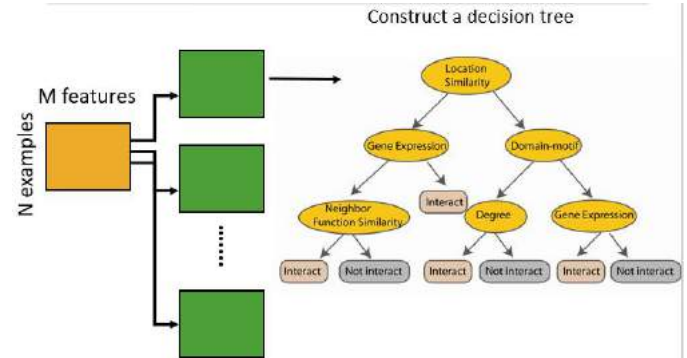 Construct a decision tree
M features
N examples
Location
Similarity
Gene Expression
Domain-motif
Interact
Neighbor
Function Similarity
Degree
Gene Expression
Interact
Not interact
Interact
Not interact
Interact
Not interact